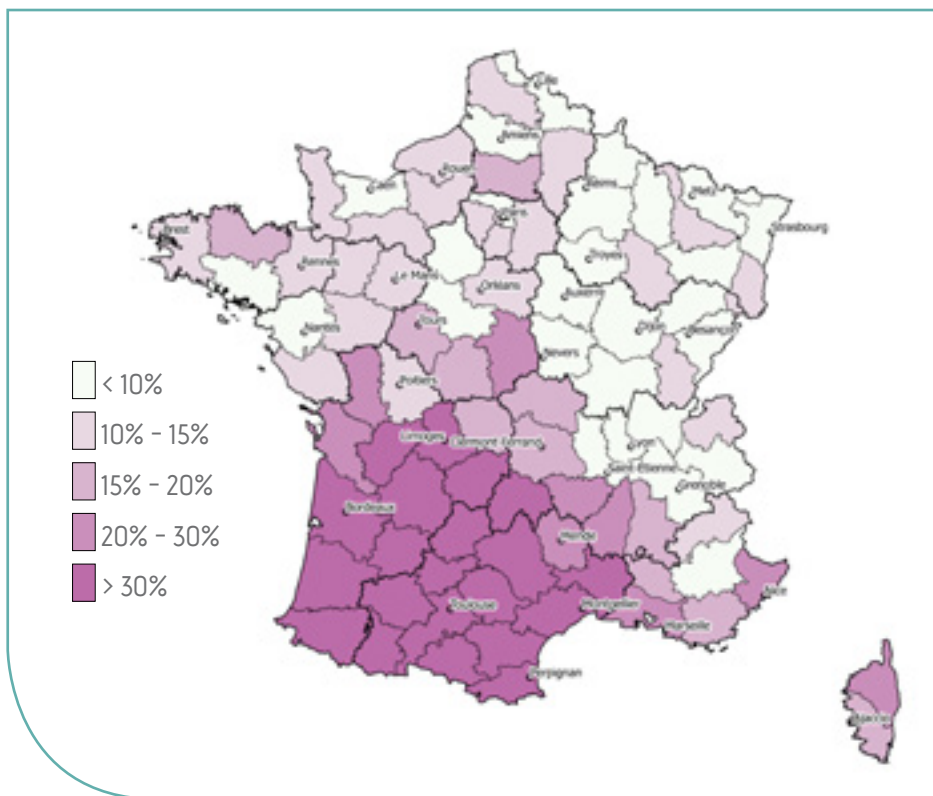 Lille
Amiens
Rouen
Reims
Metz
Caen
Paris
Strasbourg
Brest
Troyes
Rennes
Le Mans
Orléans
Auxerre
Tours
Dijon
Besançon
Nantes
Nevers
Poitiers
< 10%
10% - 15%
15% - 20%
20% - 30%
> 30%
Limoges
Clermont-Ferrand
Lyon
Saint-Étienne
Grenoble
Bordeaux
Mende
Nice
Toulouse
Montpellier
Marseille
Perpignan
Ajaccio